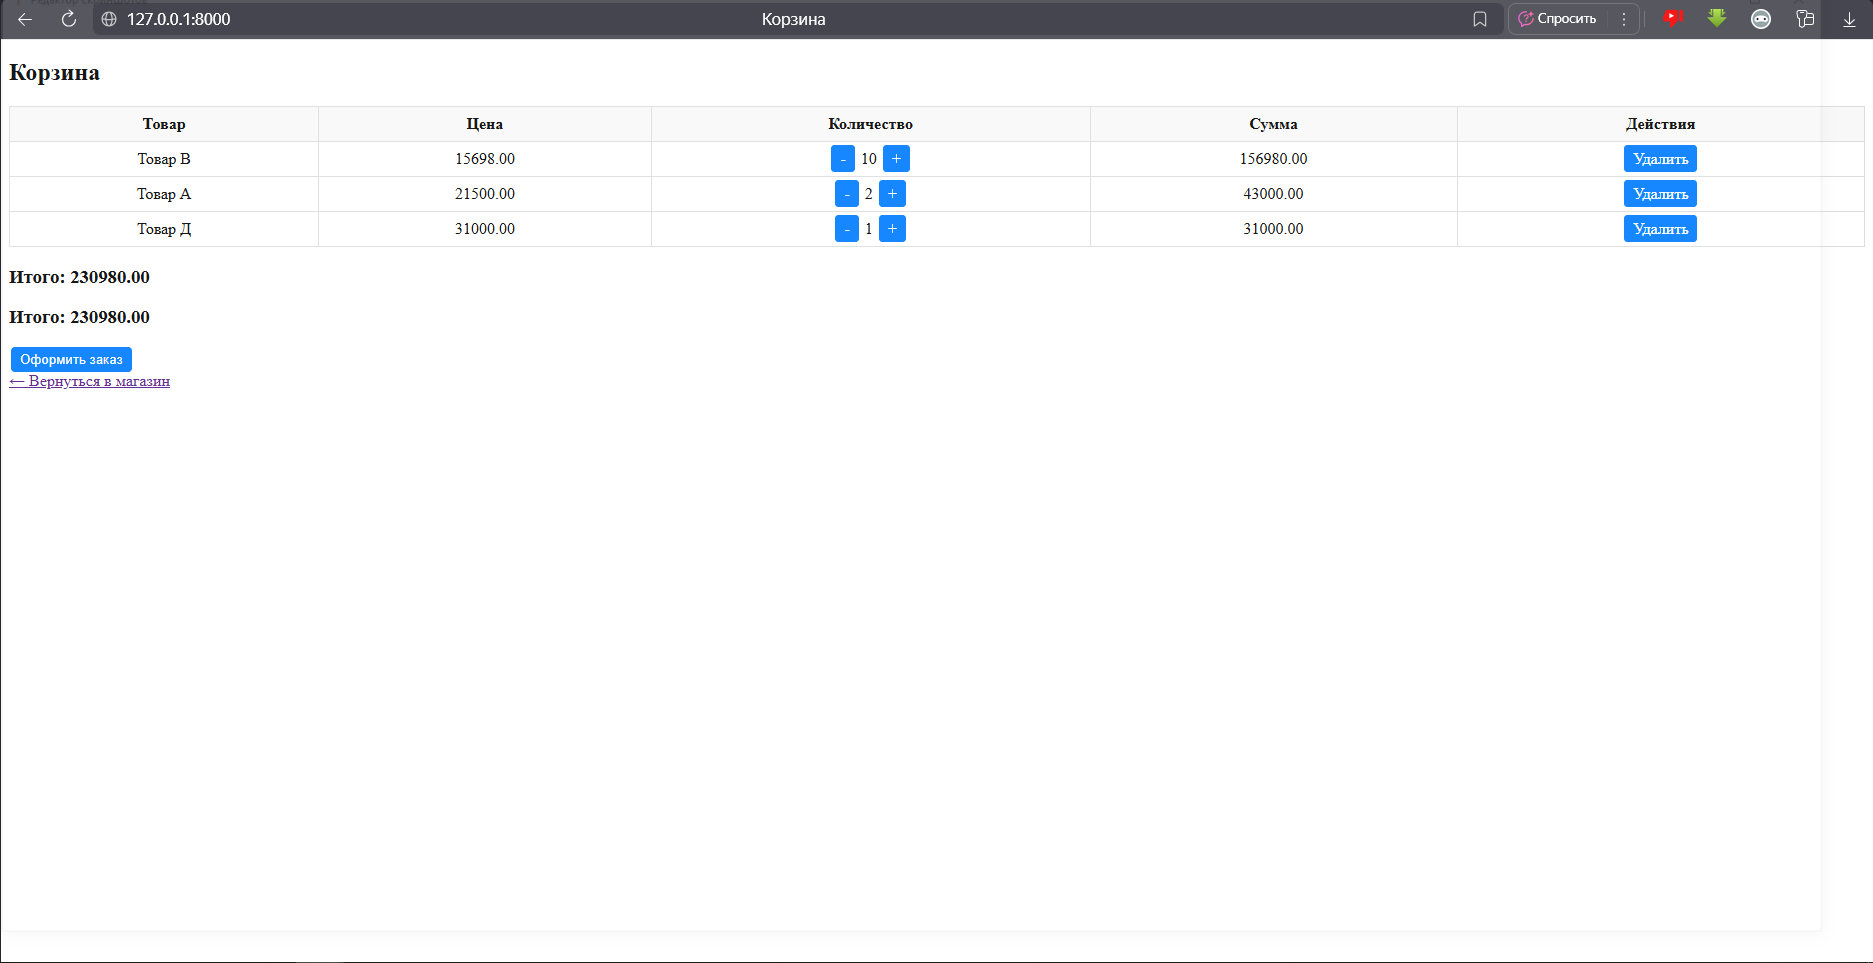 127.0.0.1:8000 Корзина Спросить
Корзина
Товар Цена Количество Сумма Действия
Товар В 15698.00 - 10 + 156980.00 Удалить
Товар А 21500.00 - 2 + 43000.00 Удалить
Товар Д 31000.00 - 1 + 31000.00 Удалить
Итого: 230980.00
Итого: 230980.00
Оформить заказ
← Вернуться в магазин